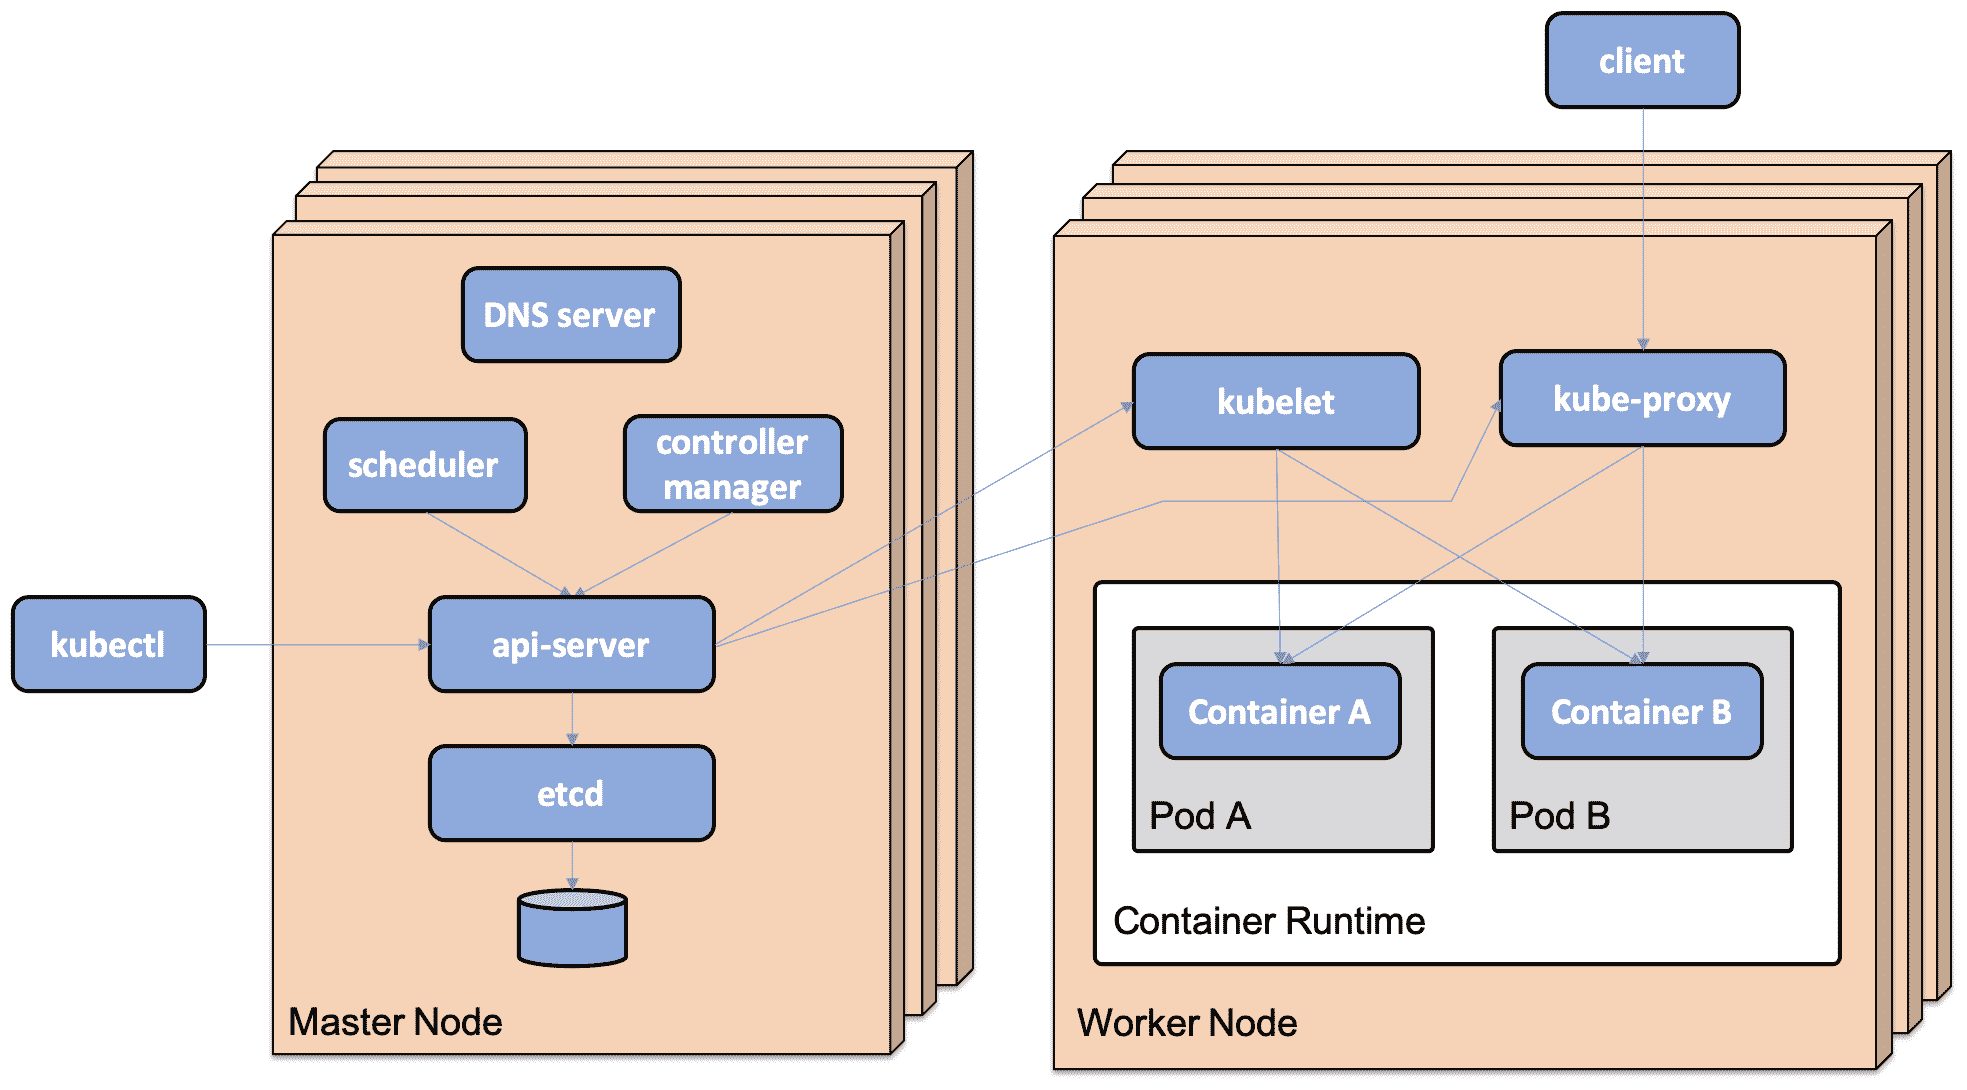 client
DNS server
scheduler
controller
manager
kubectl
api-server
etcd
Master Node
kubelet
kube-proxy
Container A
Container B
Pod A
Pod B
Container Runtime
Worker Node